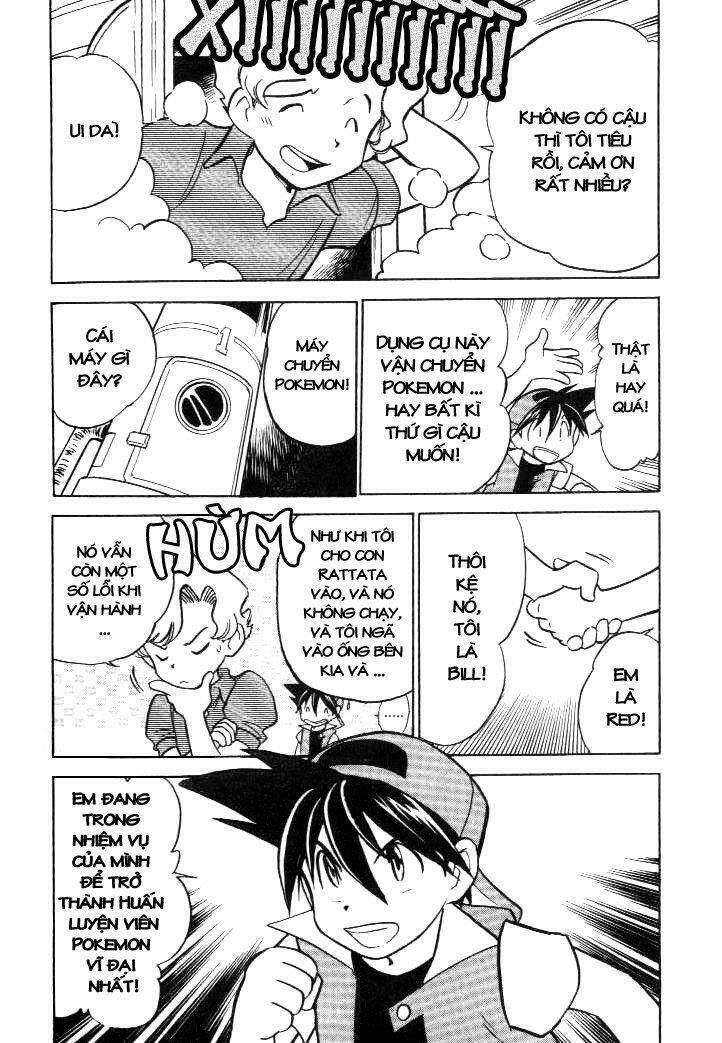 XIIIIIIIIIII
UI DA!
KHÔNG CÓ CẬU
THÌ TÔI TIÊU
RỒI, CẢM ƠN
RẤT NHIỀU?
CÁI
MÁY GÌ
ĐÂY?
1
MÁY
CHUYỂN
POKEMON!
DỤNG CỤ NÀY
VẬN CHUYỂN
POKEMON ...
HAY BẤT KÌ
THỨ GÌ CẬU
MUỐN!
THẬT
LÀ
HAY
QUÁ!
NÓ VẪN
CÒN MỘT
SỐ LỖI KHI
VẬN HÀNH
...
HỪM
NHƯ KHI TÔI
CHO CON
RATTATA
VÀO, VÀ NÓ
KHÔNG CHẠY,
VÀ TÔI NGÃ
VÀO ỐNG BÊN
KIA VÀ ...
.....
THÔI
KỆ
NÓ,
TÔI
LÀ
BILL!
EM
LÀ
RED!
EM ĐANG
TRONG
NHIỆM VỤ
CỦA MÌNH
ĐỂ TRỞ
THÀNH HUẤN
LUYỆN VIÊN
POKEMON
VĨ ĐẠI
NHẤT!